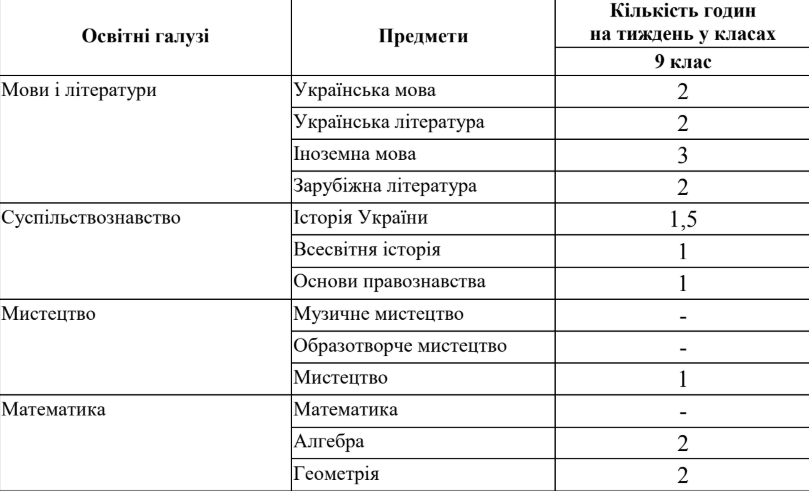 Освітні галузі Предмети Кількість годин
на тиждень у класах
9 клас
Мови і літератури Українська мова 2
Українська література 2
Іноземна мова 3
Зарубіжна література 2
Суспільствознавство Історія України 1,5
Всесвітня історія 1
Основи правознавства 1
Мистецтво Музичне мистецтво -
Образотворче мистецтво -
Мистецтво 1
Математика Математика -
Алгебра 2
Геометрія 2